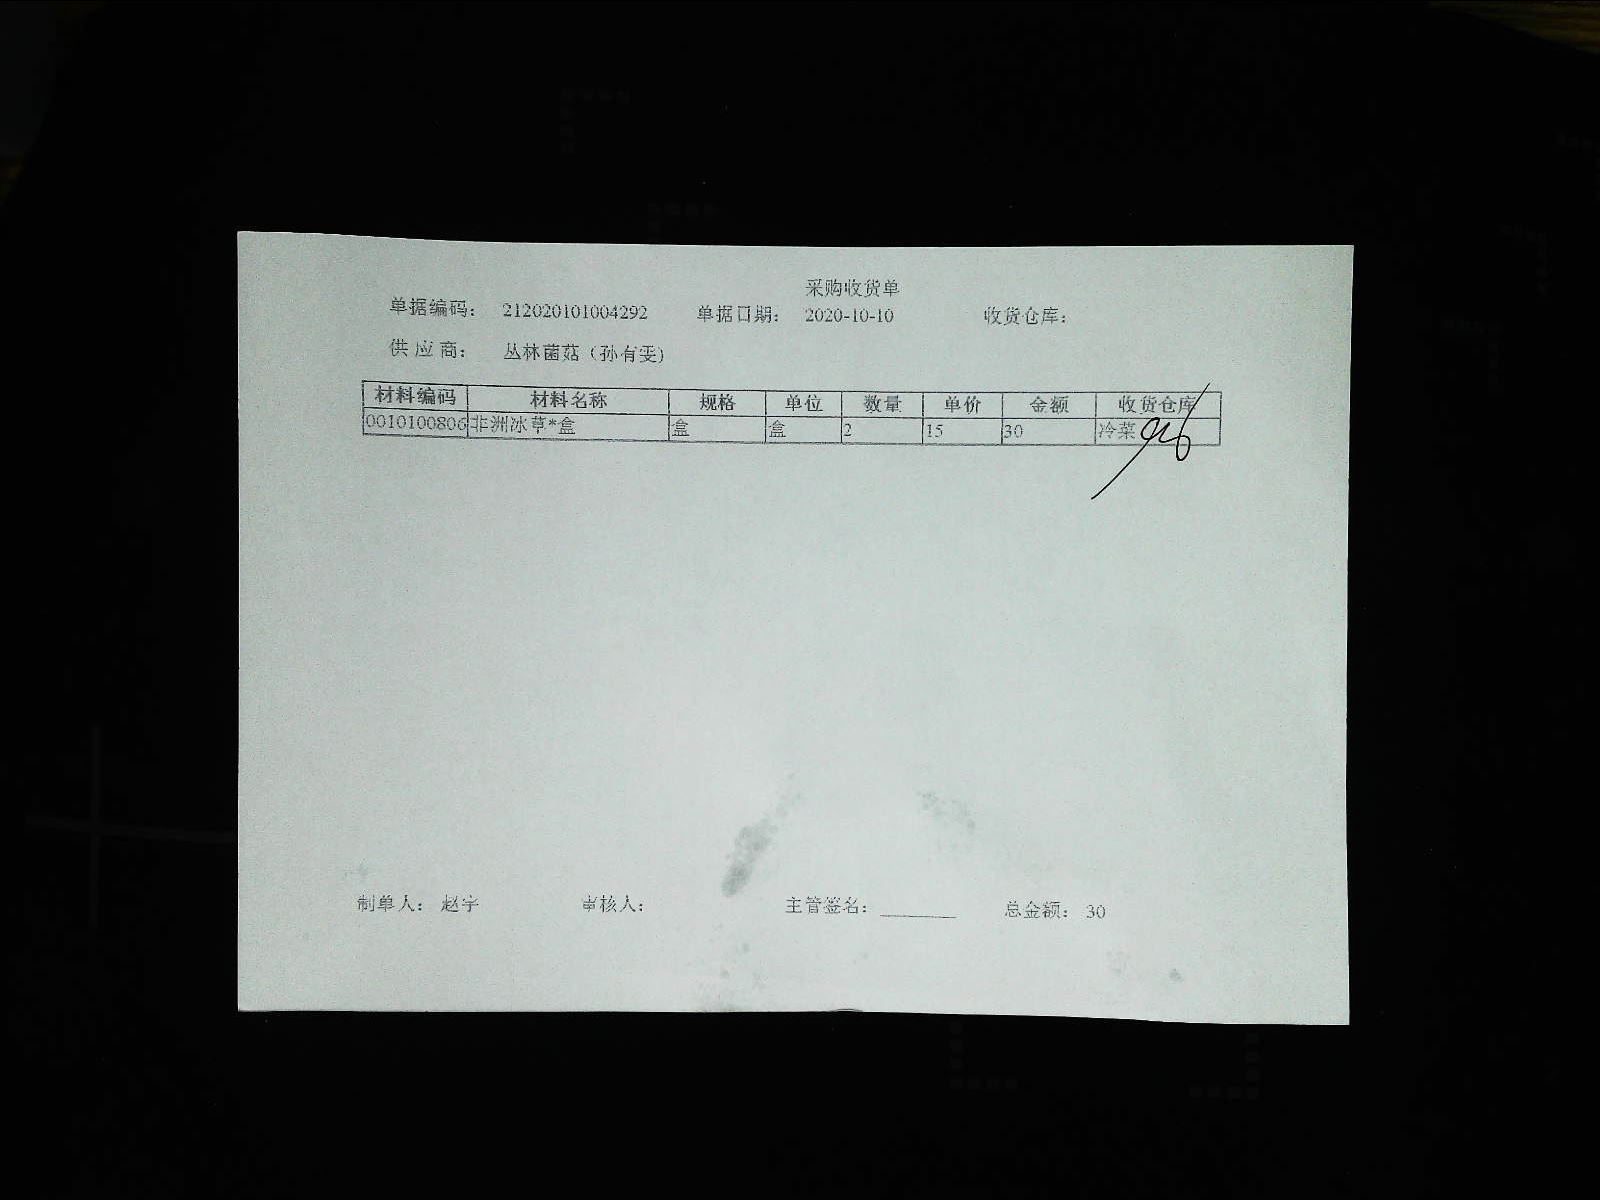 采购收货单
单据编码： 212020101004292 单据日期： 2020-10-10 收货仓库：
供应商： 丛林菌菇（孙有雯）
材料编码 材料名称 规格 单位 数量 单价 金额 收货仓库
0010100806 非洲冰草*盒 盒 盒 2 15 30 冷菜
制单人： 赵宇 审核人： 主管签名： ________ 总金额： 30